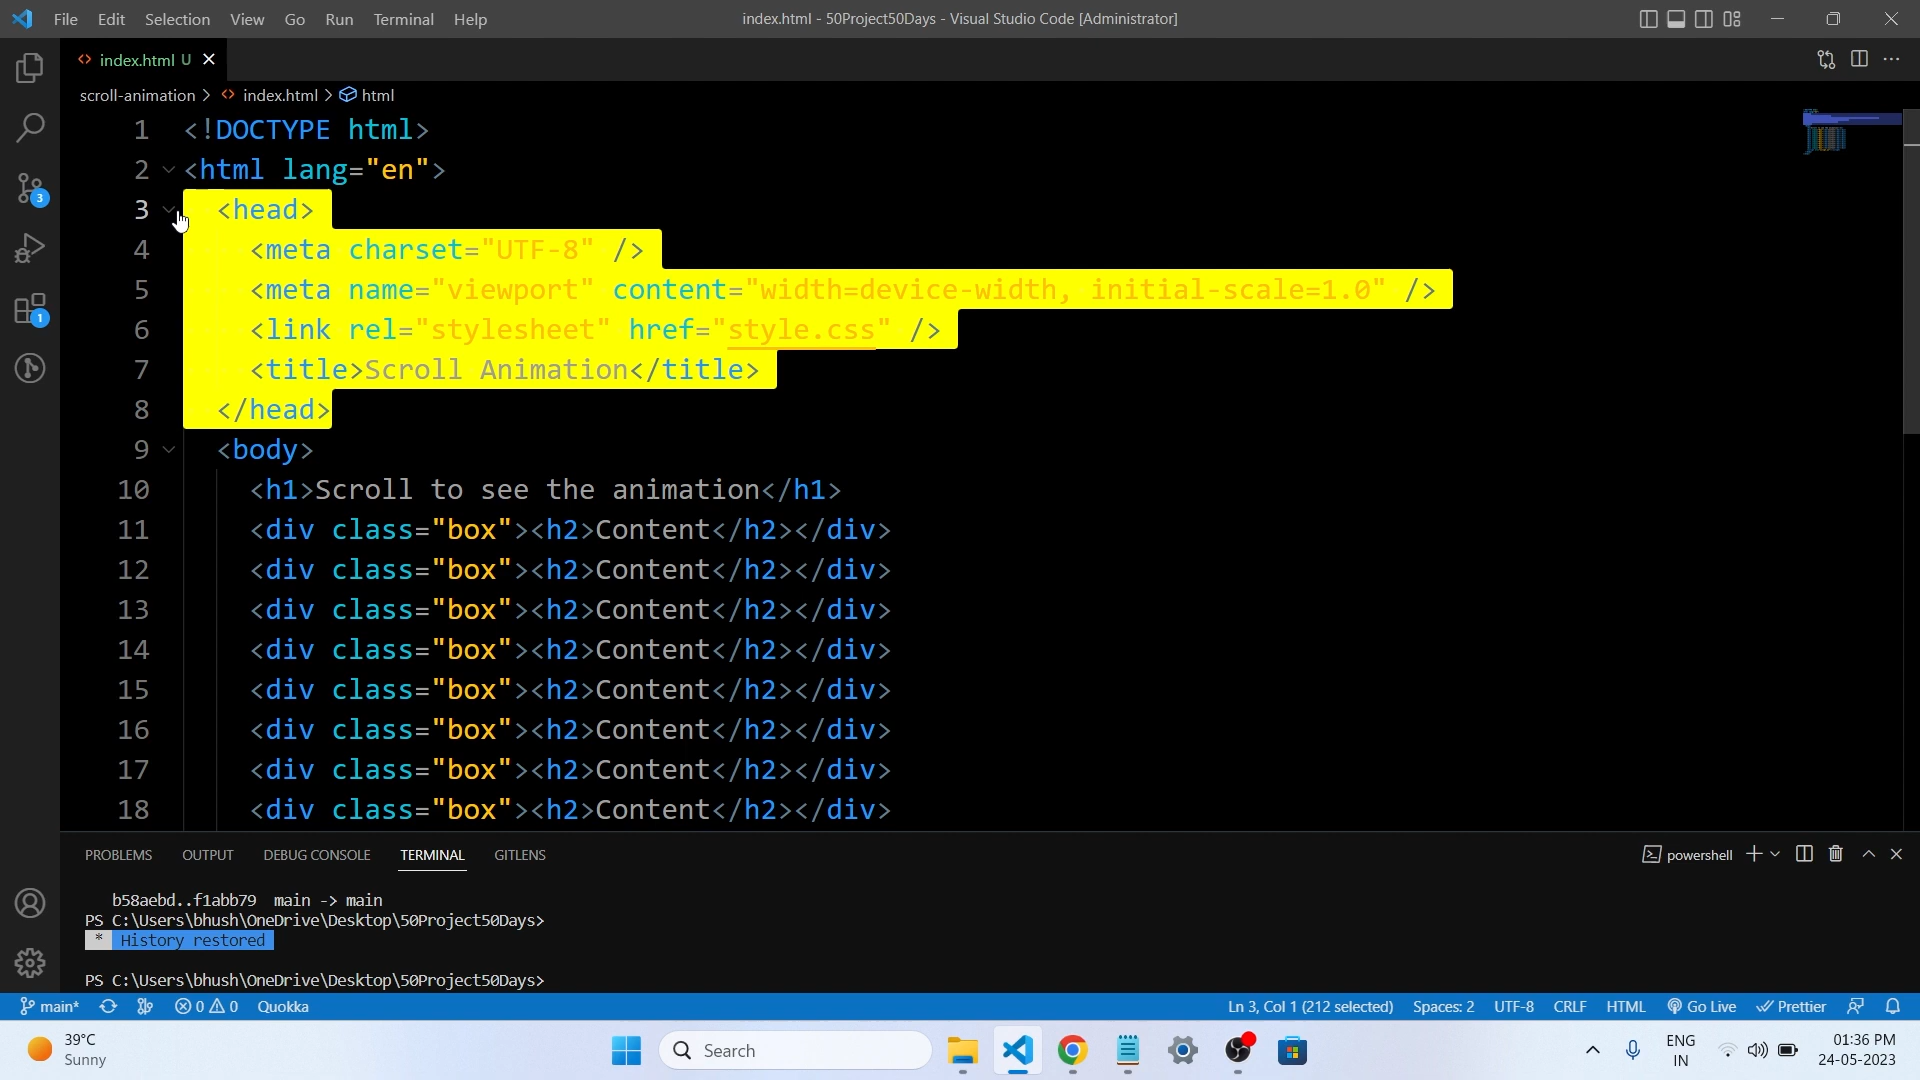 File Edit Selection View Go Run Terminal Help
index.html - 50Project50Days - Visual Studio Code [Administrator]
index.html U
scroll-animation > index.html > html
1 <!DOCTYPE html>
2 <html lang="en">
3 <head>
4 <meta charset="UTF-8" />
5 <meta name="viewport" content="width=device-width, initial-scale=1.0" />
6 <link rel="stylesheet" href="style.css" />
7 <title>Scroll Animation</title>
8 </head>
9 <body>
10 <h1>Scroll to see the animation</h1>
11 <div class="box"><h2>Content</h2></div>
12 <div class="box"><h2>Content</h2></div>
13 <div class="box"><h2>Content</h2></div>
14 <div class="box"><h2>Content</h2></div>
15 <div class="box"><h2>Content</h2></div>
16 <div class="box"><h2>Content</h2></div>
17 <div class="box"><h2>Content</h2></div>
18 <div class="box"><h2>Content</h2></div>
3
1
PROBLEMS OUTPUT DEBUG CONSOLE TERMINAL GITLENS
powershell
b58aebd..f1abb79 main -> main
PS C:\Users\bhush\OneDrive\Desktop\50Project50Days>
* History restored
PS C:\Users\bhush\OneDrive\Desktop\50Project50Days>
main* 0 0 Quokka
Ln 3, Col 1 (212 selected) Spaces: 2 UTF-8 CRLF HTML Go Live Prettier
39°C
Sunny
Search
ENG
IN
01:36 PM
24-05-2023